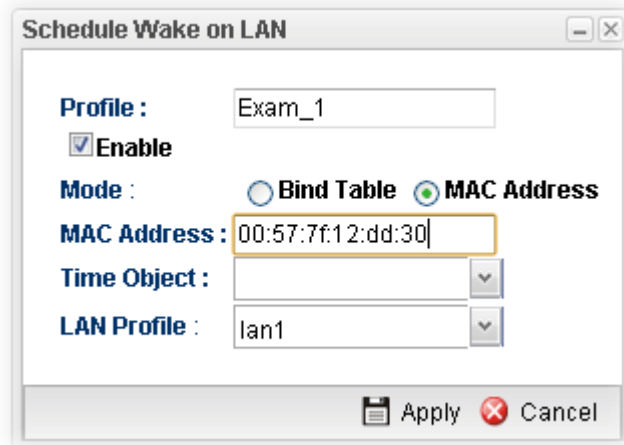 Schedule Wake on LAN
Profile : Exam_1
Enable
Mode : Bind Table MAC Address
MAC Address : 00:57:7f:12:dd:30
Time Object :
LAN Profile : lan1
Apply Cancel